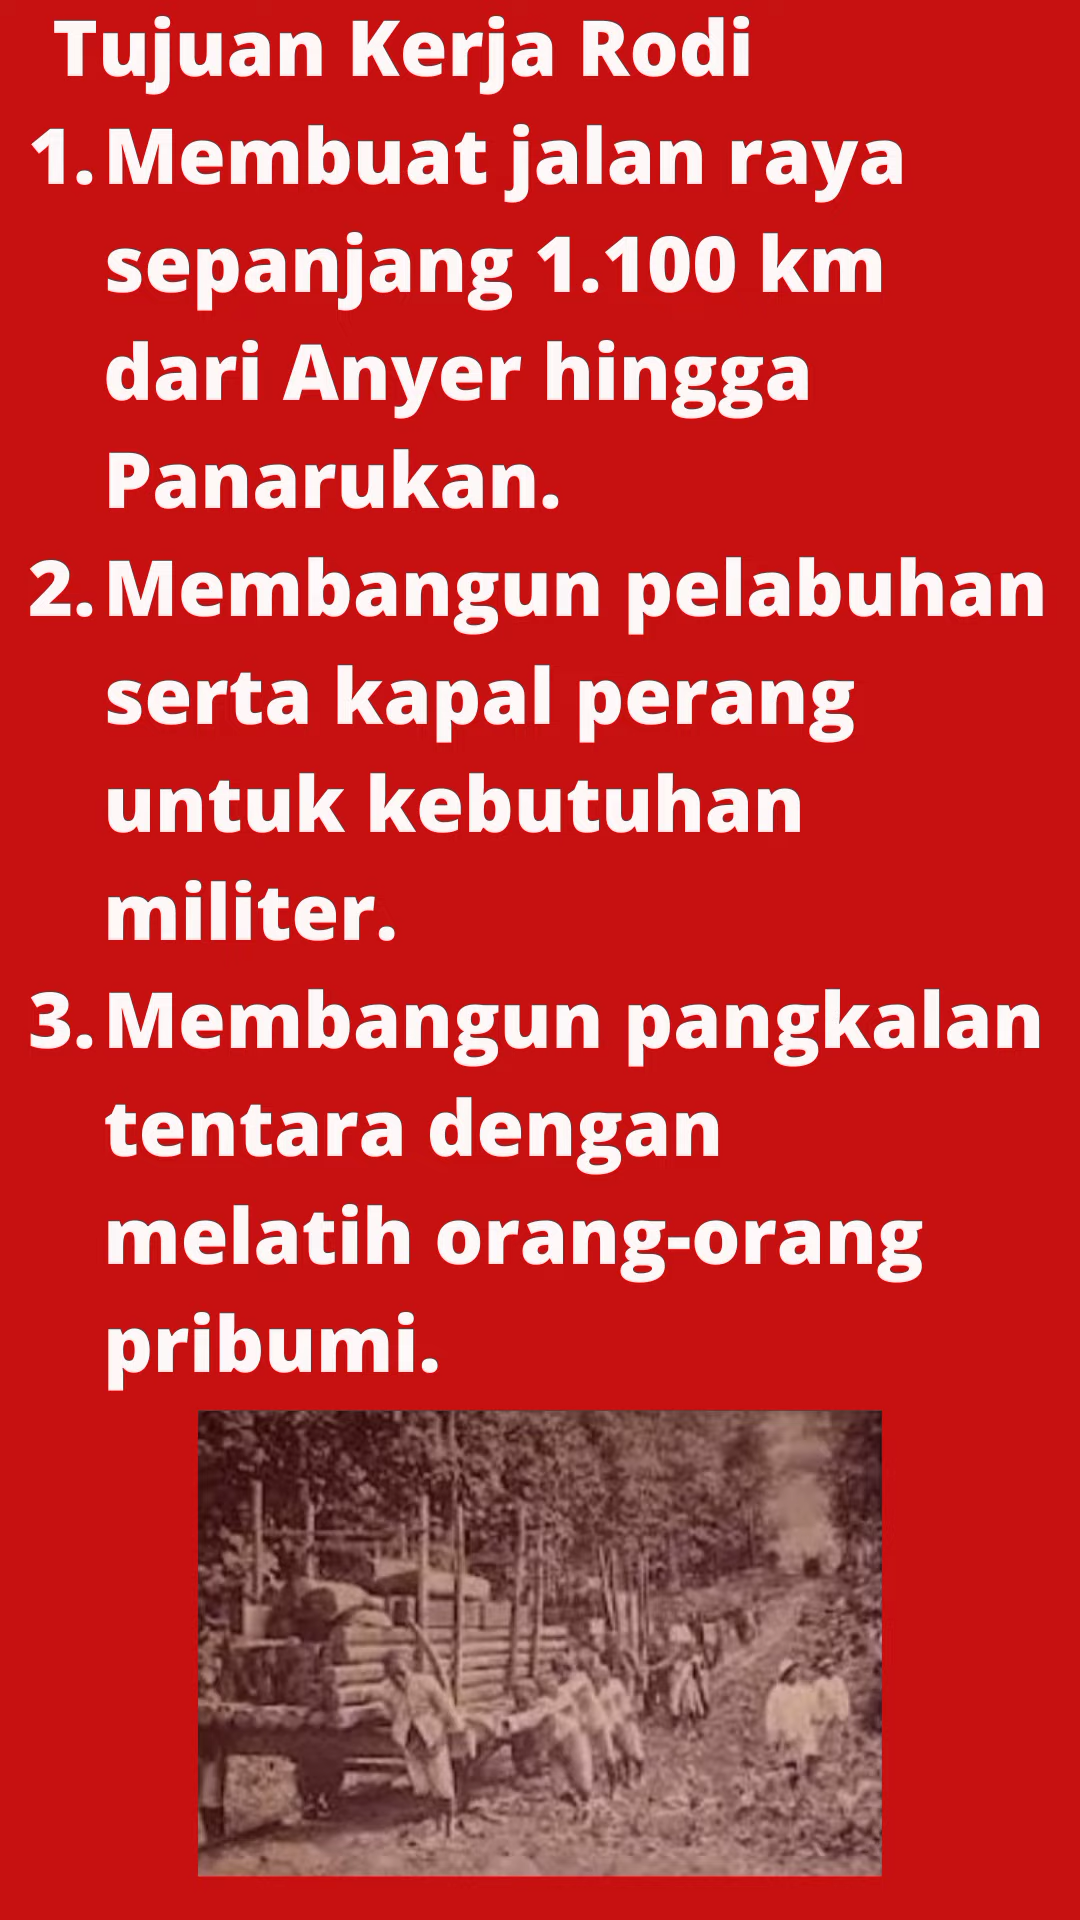 Tujuan Kerja Rodi
1. Membuat jalan raya
sepanjang 1.100 km
dari Anyer hingga
Panarukan.
2. Membangun pelabuhan
serta kapal perang
untuk kebutuhan
militer.
3. Membangun pangkalan
tentara dengan
melatih orang-orang
pribumi.